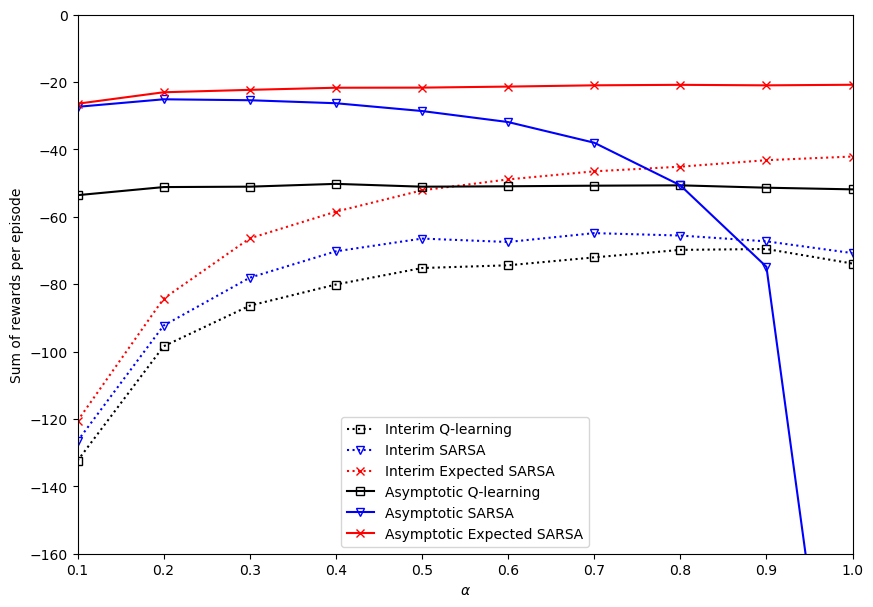 0
−20
−40
−60
−80
−100
−120
−140
−160
Sum of rewards per episode
Interim Q-learning
Interim SARSA
Interim Expected SARSA
Asymptotic Q-learning
Asymptotic SARSA
Asymptotic Expected SARSA
0.1 0.2 0.3 0.4 0.5 0.6 0.7 0.8 0.9 1.0
α